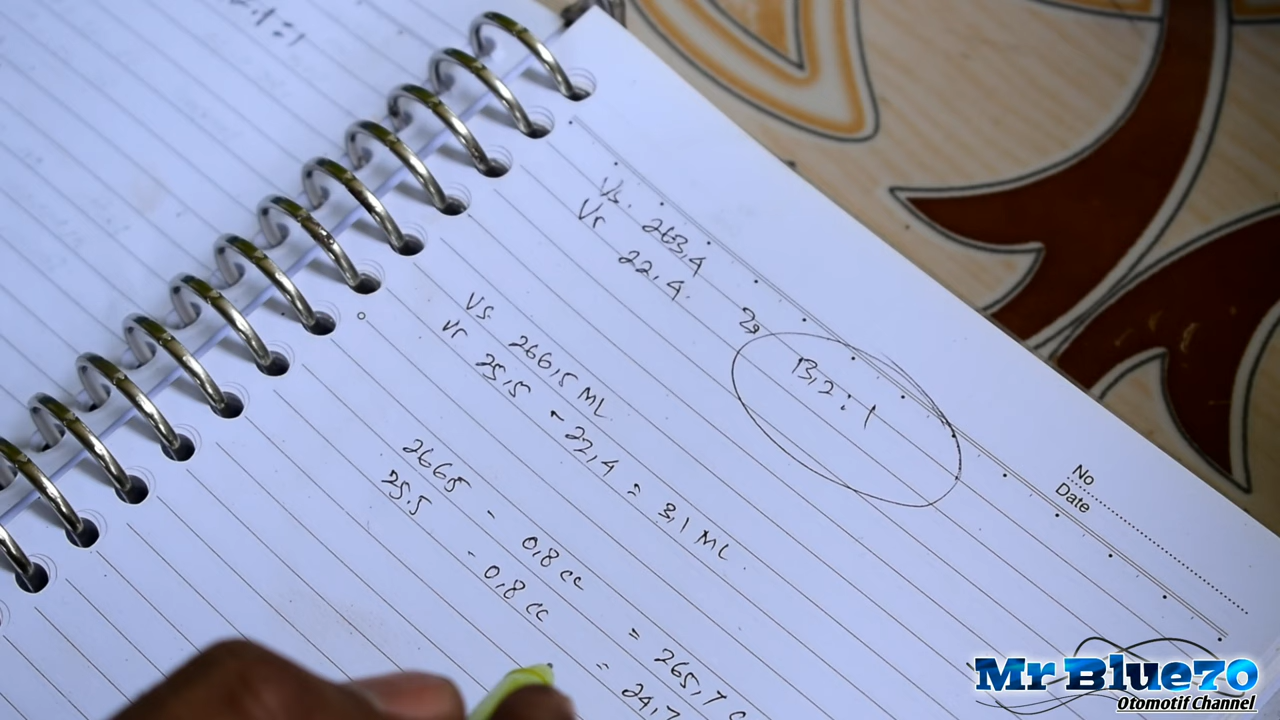 Vs. 263,4
Vr 22,4.
13,2 : 1
Vs 266,5 ML
Vr 25,5 - 22,4 = 3,1 ML
266,5 - 0,8 cc = 265,7 c
25.5 - 0,8 cc = 24,7
No
Date
Mr Blue70
Otomotif Channel